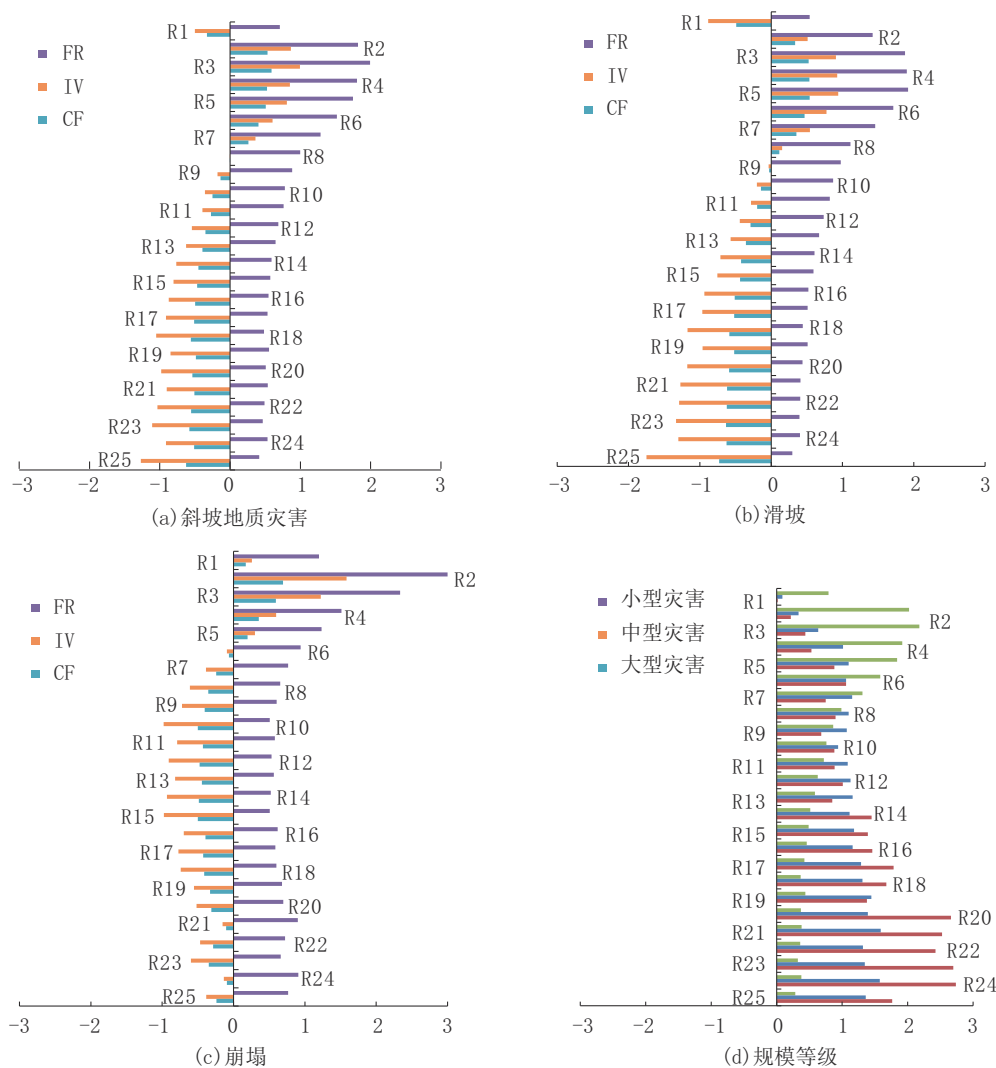 R1
FR
R2
IV
R3
R4
CF
R5
R6
R7
R8
R9
R10
R11
R12
R13
R14
R15
R16
R17
R18
R19
R20
R21
R22
R23
R24
R25
-3 -2 -1 0 1 2 3
(a)斜坡地质灾害
R1
FR
R2
R3
IV
R4
R5
CF
R6
R7
R8
R9
R10
R11
R12
R13
R14
R15
R16
R17
R18
R19
R20
R21
R22
R23
R24
R25
-3 -2 -1 0 1 2 3
(b)滑坡
R1
R2
FR
R3
R4
IV
R5
R6
CF
R7
R8
R9
R10
R11
R12
R13
R14
R15
R16
R17
R18
R19
R20
R21
R22
R23
R24
R25
-3 -2 -1 0 1 2 3
(c)崩塌
小型灾害
R1
R2
中型灾害
R3
R4
大型灾害
R5
R6
R7
R8
R9
R10
R11
R12
R13
R14
R15
R16
R17
R18
R19
R20
R21
R22
R23
R24
R25
-3 -2 -1 0 1 2 3
(d)规模等级